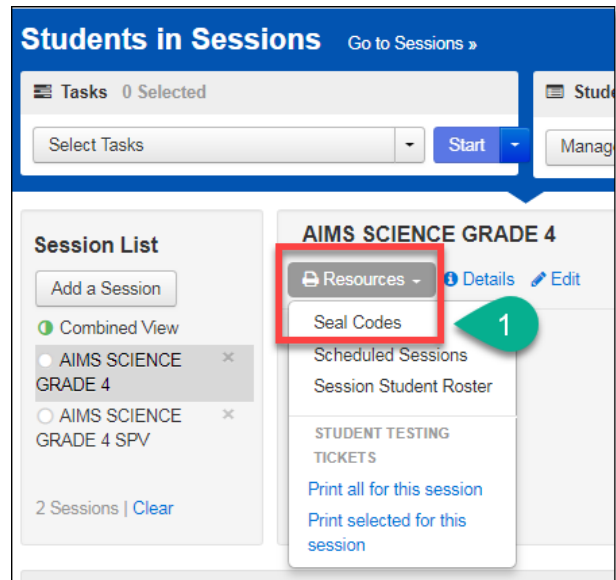 Students in Sessions Go to Sessions »
Tasks 0 Selected
Select Tasks
Start
Session List
Add a Session
Combined View
AIMS SCIENCE ×
GRADE 4
AIMS SCIENCE ×
GRADE 4 SPV
2 Sessions | Clear
AIMS SCIENCE GRADE 4
Resources Details Edit
Seal Codes
1
Scheduled Sessions
Session Student Roster
STUDENT TESTING
TICKETS
Print all for this session
Print selected for this
session